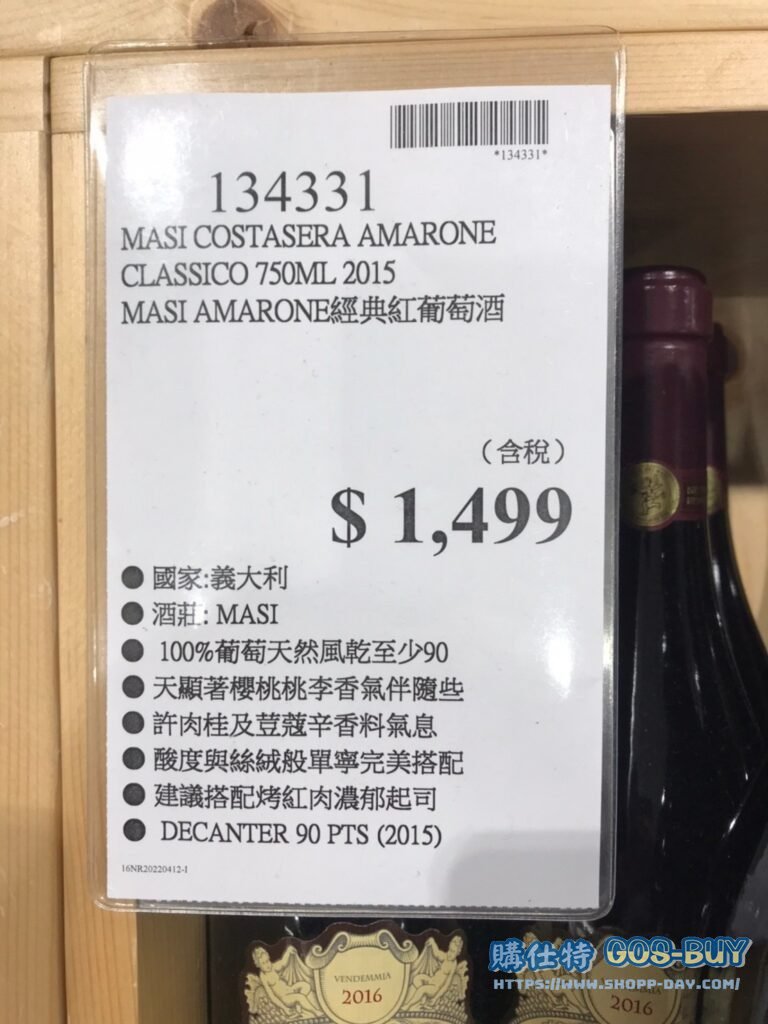 *134331*
134331
MASI COSTASERA AMARONE
CLASSICO 750ML 2015
MASI AMARONE經典紅葡萄酒
（含稅）
$ 1,499
● 國家:義大利
● 酒莊: MASI
● 100%葡萄天然風乾至少90
● 天顯著櫻桃桃李香氣伴隨些
● 許肉桂及荳蔻辛香料氣息
● 酸度與絲絨般單寧完美搭配
● 建議搭配烤紅肉濃郁起司
● DECANTER 90 PTS (2015)
16NR20220412-I
VENDEMMIA
2016
2016
購仕特 GOS-BUY
HTTPS://WWW.SHOPP-DAY.COM/